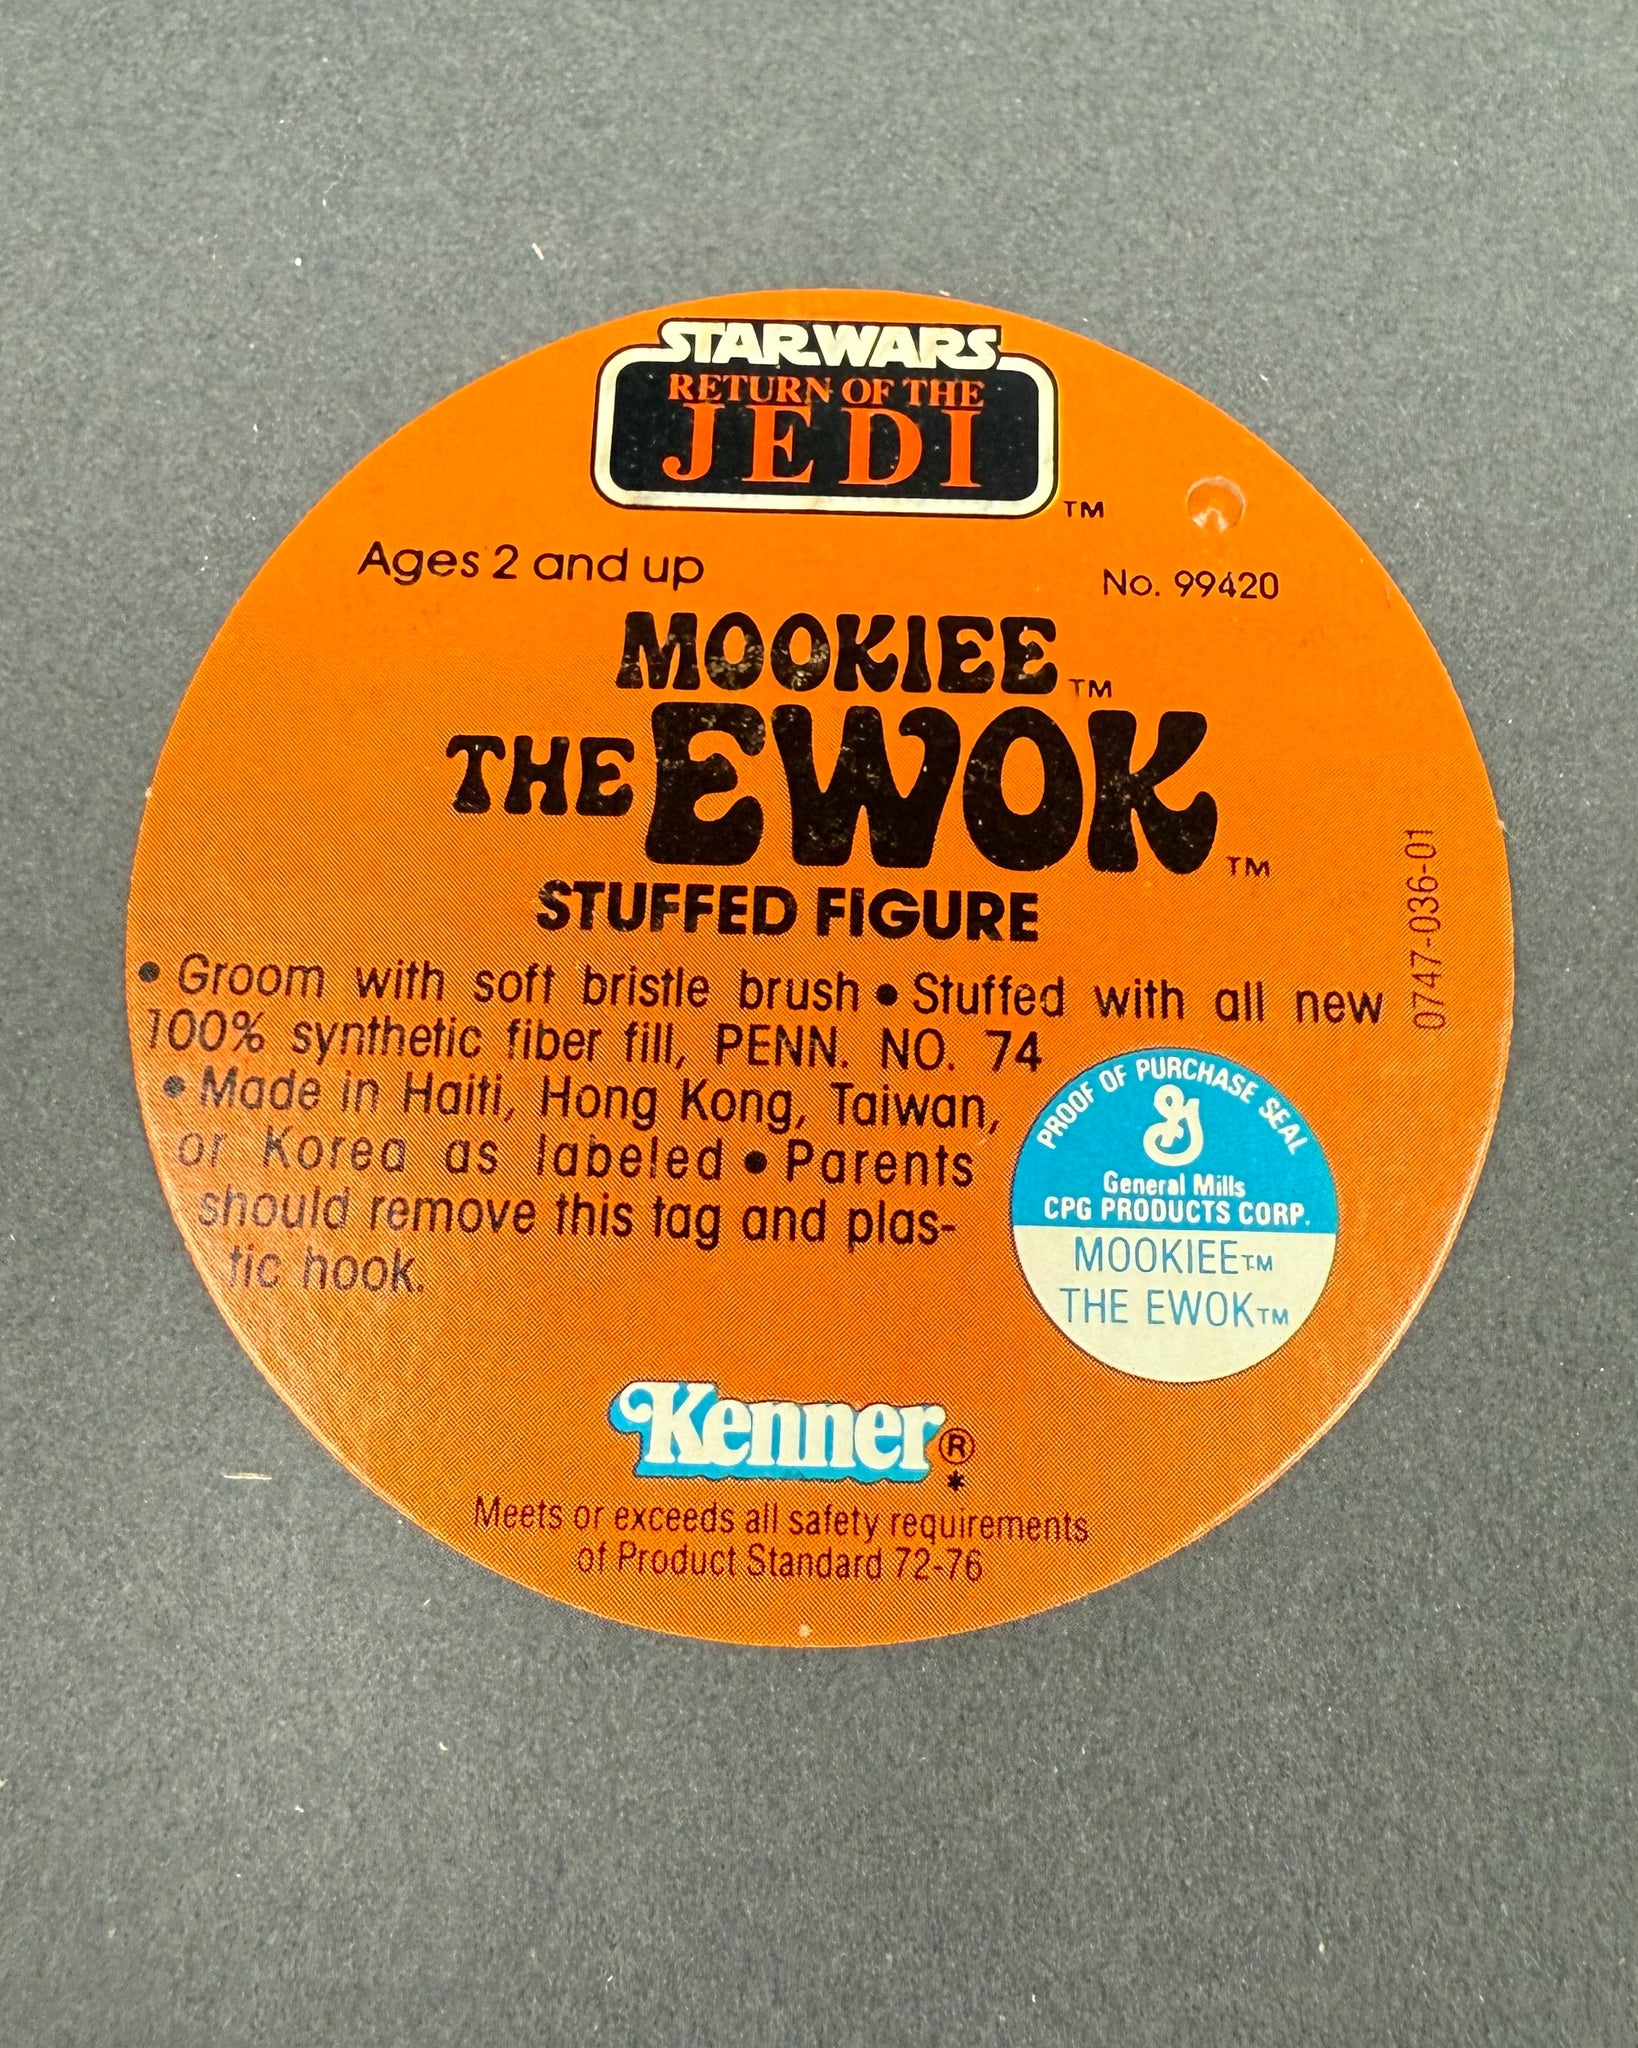 STAR WARS
RETURN OF THE
JEDI
TM
Ages 2 and up
No. 99420
MOOKIEE TM
THE EWOK TM
STUFFED FIGURE
• Groom with soft bristle brush • Stuffed with all new
100% synthetic fiber fill, PENN. NO. 74
• Made in Haiti, Hong Kong, Taiwan,
or Korea as labeled • Parents
should remove this tag and plas-
tic hook.
0747-036-01
PROOF OF PURCHASE SEAL
General Mills
CPG PRODUCTS CORP.
MOOKIEE TM
THE EWOK TM
Kenner ® *
Meets or exceeds all safety requirements
of Product Standard 72-76